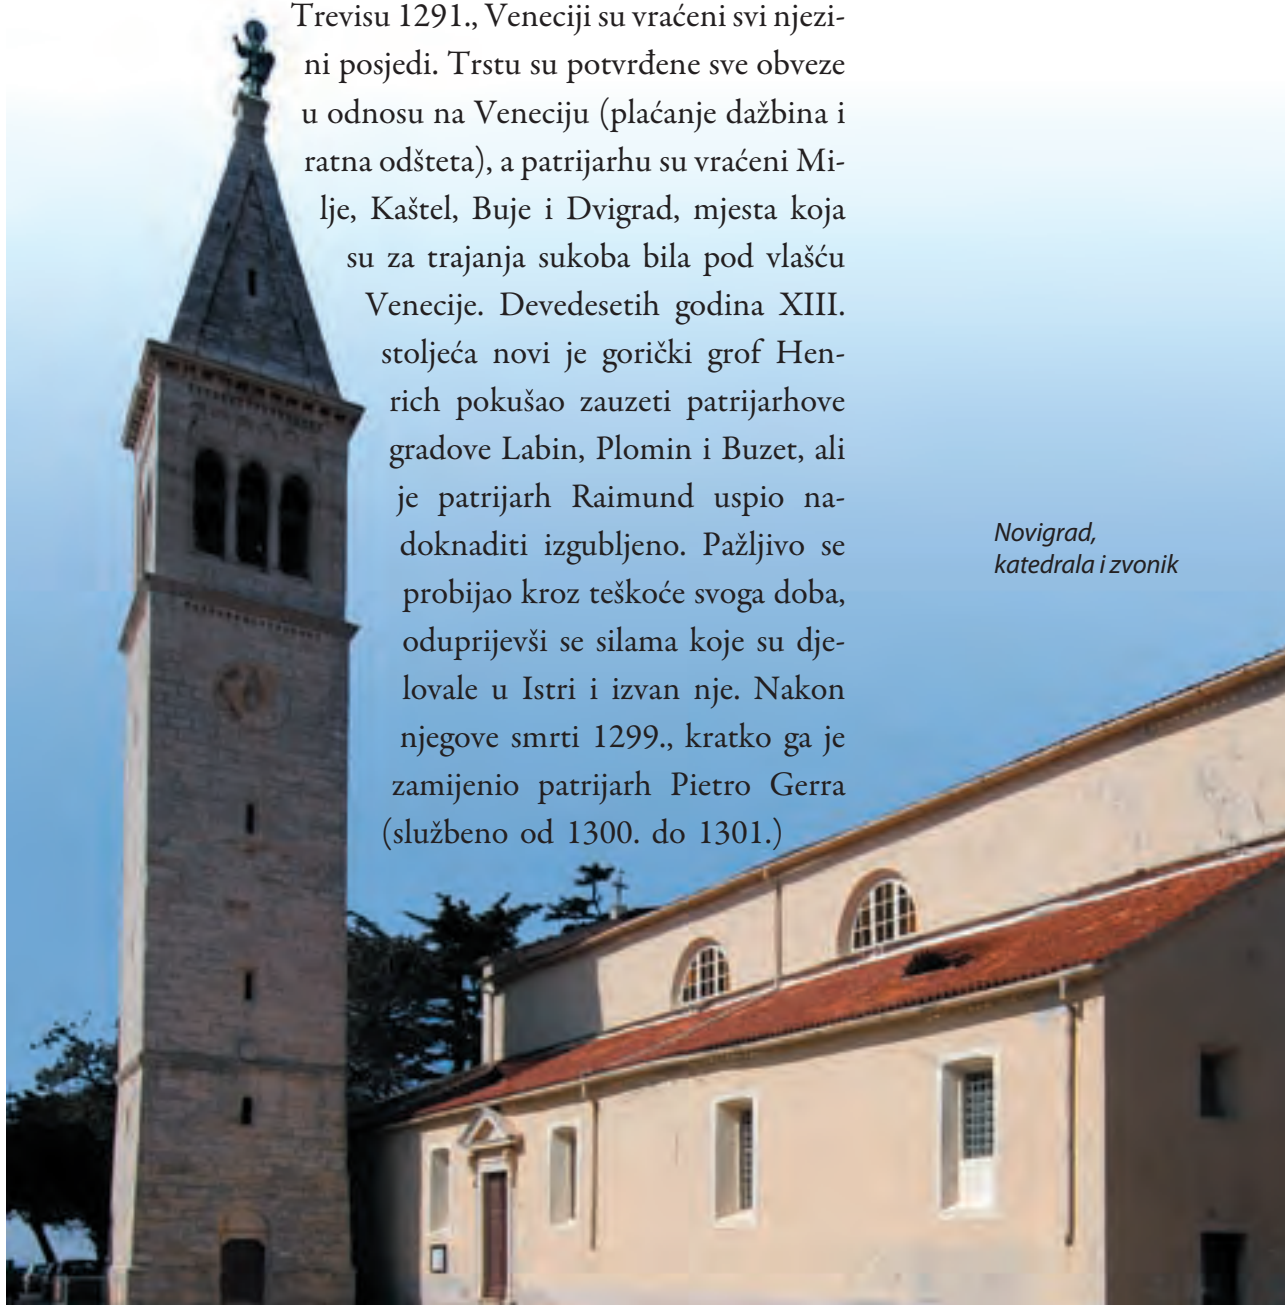 Trevisu 1291., Veneciji su vraćeni svi njezi-
ni posjedi. Trstu su potvrđene sve obveze
u odnosu na Veneciju (plaćanje dažbina i
ratna odšteta), a patrijarhu su vraćeni Mi-
lje, Kaštel, Buje i Dvigrad, mjesta koja
su za trajanja sukoba bila pod vlašću
Venecije. Devedesetih godina XIII.
stoljeća novi je gorički grof Hen-
rich pokušao zauzeti patrijarhove
gradove Labin, Plomin i Buzet, ali
je patrijarh Raimund uspio na-
doknaditi izgubljeno. Pažljivo se
probijao kroz teškoće svoga doba,
oduprijevši se silama koje su dje-
lovale u Istri i izvan nje. Nakon
njegove smrti 1299., kratko ga je
zamijenio patrijarh Pietro Gerra
(službeno od 1300. do 1301.)
Novigrad,
katedrala i zvonik